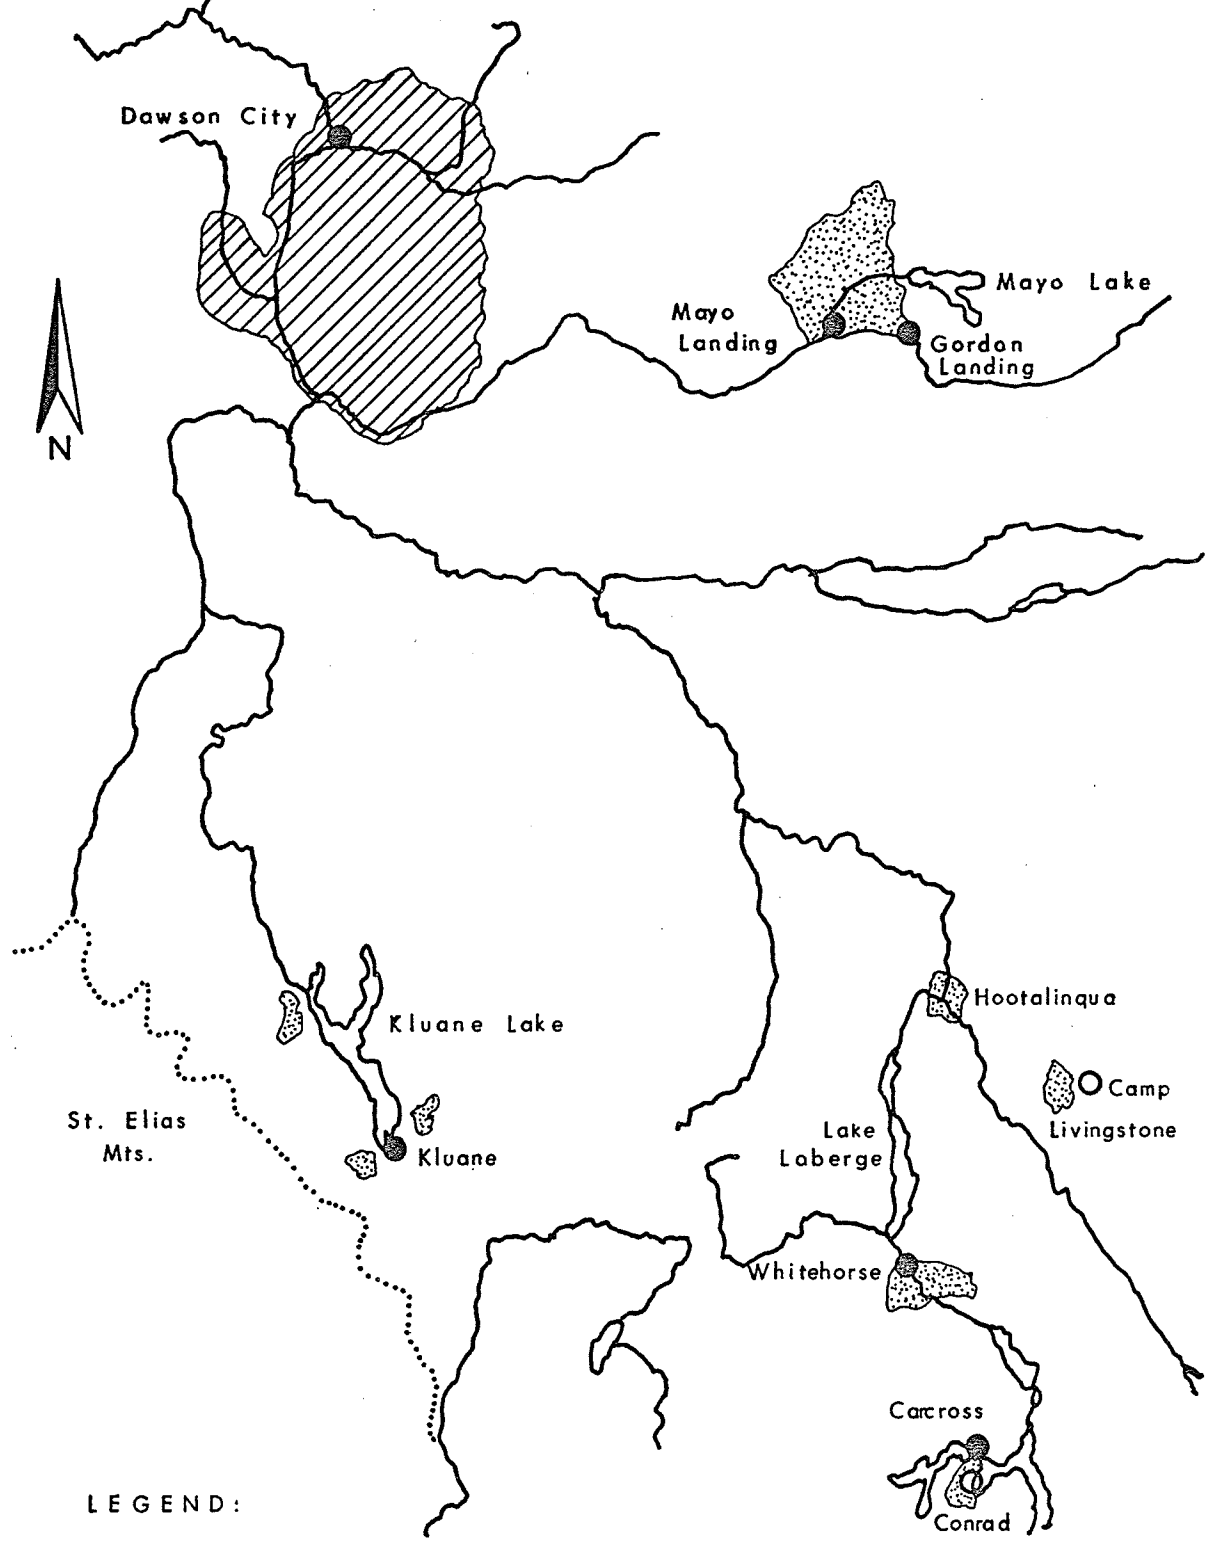 Dawson City
Mayo Lake
Mayo
Landing
Gordon
Landing
N
Hootalinqua
Kluane Lake
Camp
Livingstone
St. Elias
Mts.
Lake
Laberge
Kluane
Whitehorse
Carcross
LEGEND:
Conrad